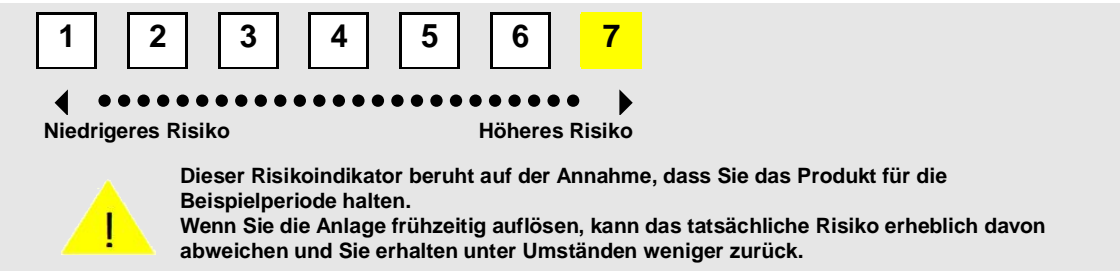 1 2 3 4 5 6 7
Niedrigeres Risiko Höheres Risiko
Dieser Risikoindikator beruht auf der Annahme, dass Sie das Produkt für die
Beispielperiode halten.
Wenn Sie die Anlage frühzeitig auflösen, kann das tatsächliche Risiko erheblich davon
abweichen und Sie erhalten unter Umständen weniger zurück.
!